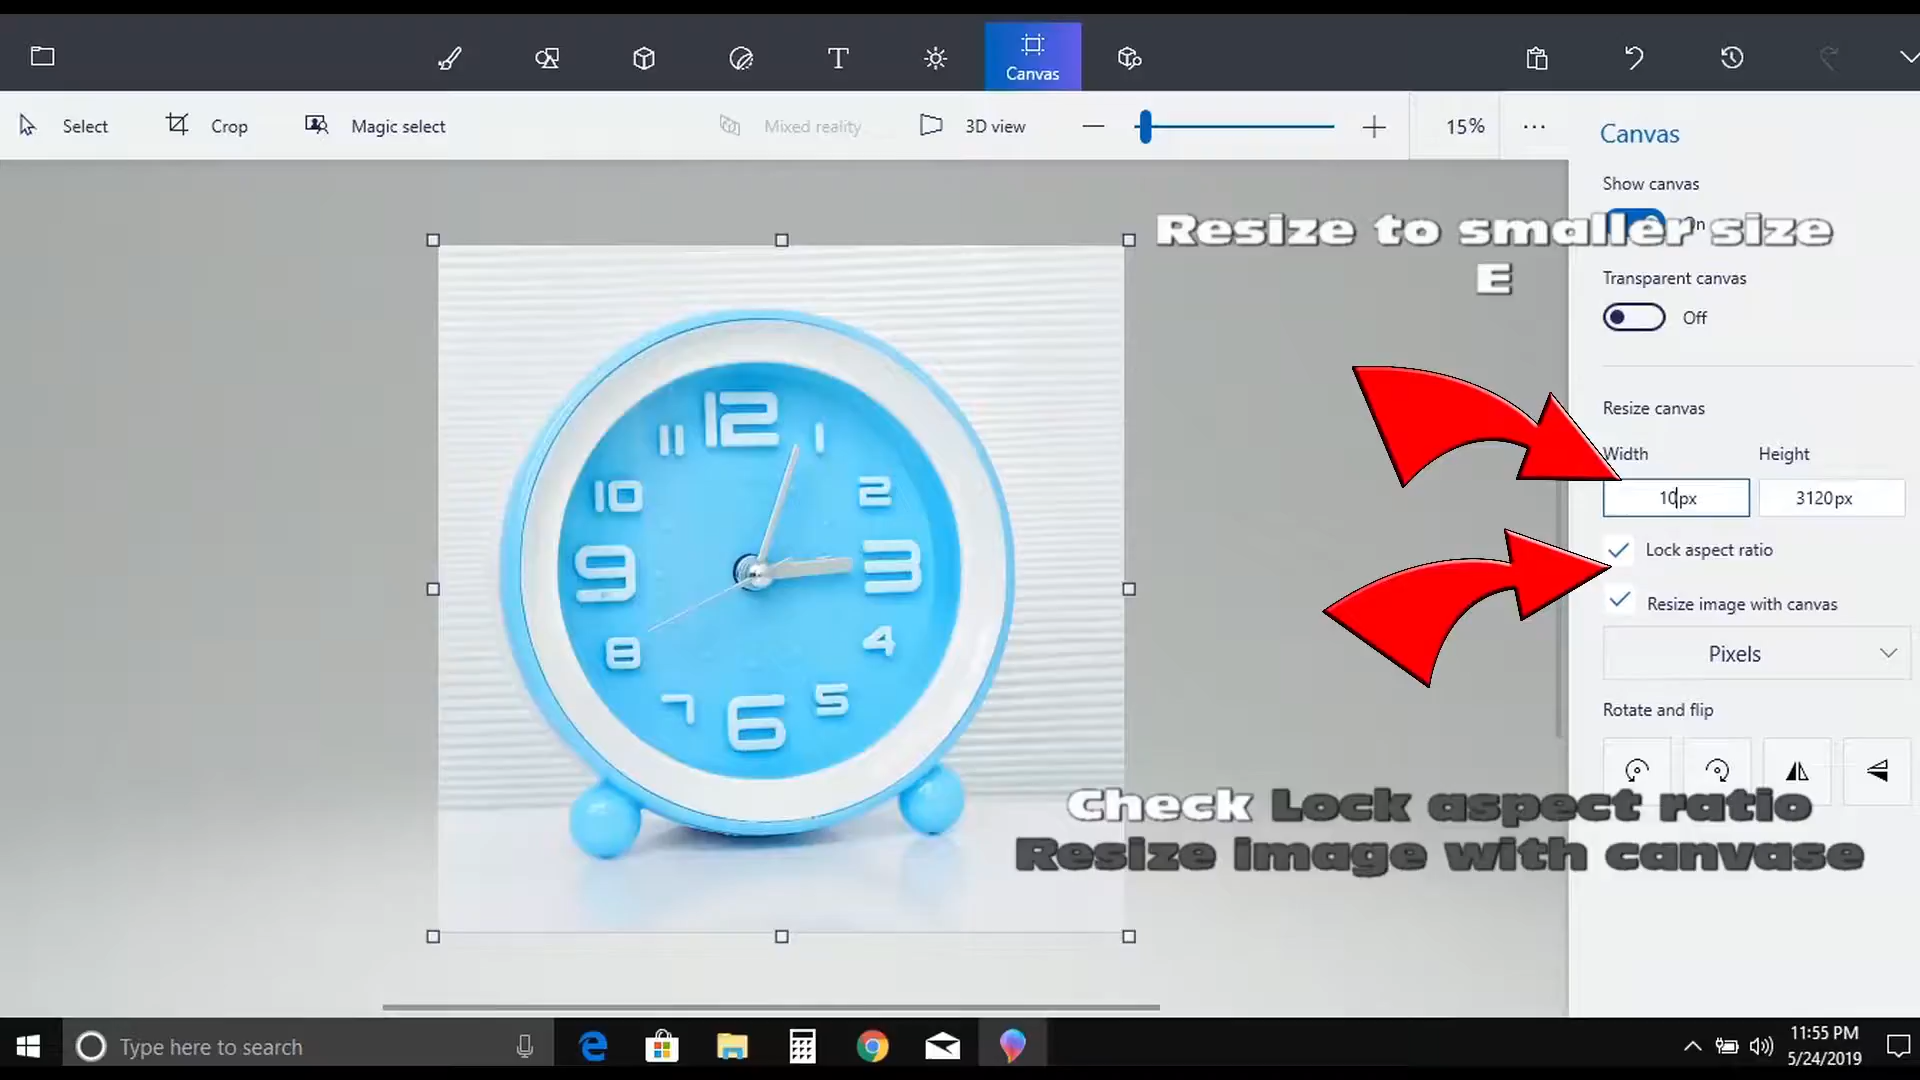 Canvas
Select
Crop
Magic select
Mixed reality
3D view
15%
Canvas
Show canvas
On
Resize to smaller size
E
Transparent canvas
Off
Resize canvas
Width
Height
10px
3120px
Lock aspect ratio
Resize image with canvas
Pixels
Rotate and flip
Check Lock aspect ratio
Resize image with canvase
12
1
2
3
4
5
6
7
8
9
10
11
Type here to search
11:55 PM
5/24/2019